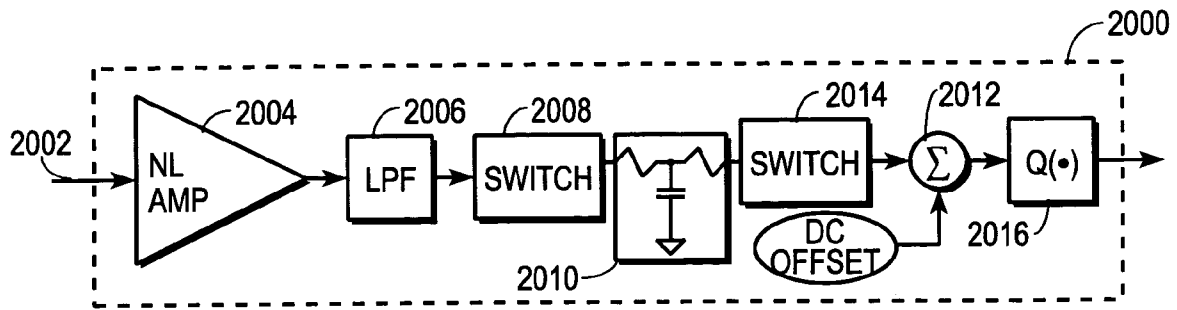 2000
2002
2004
NL
AMP
2006
LPF
2008
SWITCH
2010
2014
SWITCH
2012
Σ
DC
OFFSET
Q(•)
2016